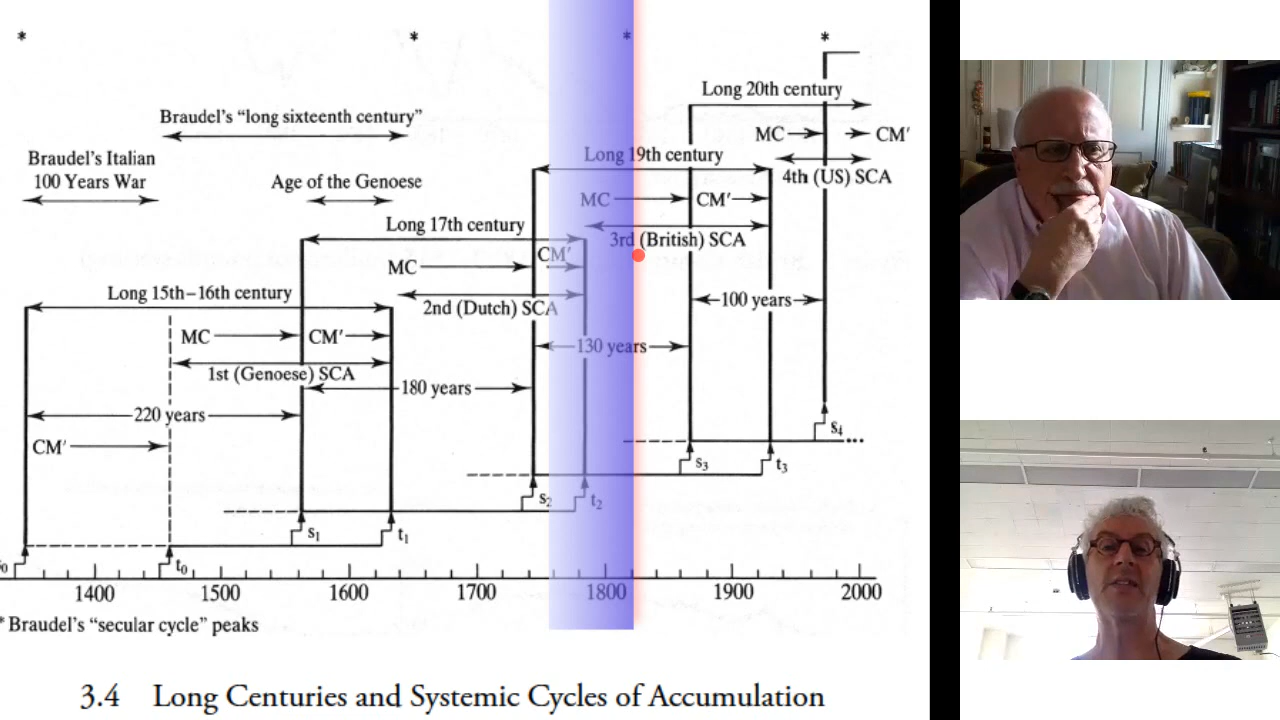 * * * *
Long 20th century
Braudel's “long sixteenth century”
MC CM′
Braudel's Italian
100 Years War
Long 19th century
Age of the Genoese
4th (US) SCA
MC CM′
Long 17th century
3rd (British) SCA
CM′
MC
Long 15th–16th century
100 years
2nd (Dutch) SCA
MC CM′
130 years
1st (Genoese) SCA
180 years
220 years
s4
CM′
s3 t3
s2 t2
s1 t1
t0
1400 1500 1600 1700 1800 1900 2000
* Braudel's “secular cycle” peaks
3.4 Long Centuries and Systemic Cycles of Accumulation